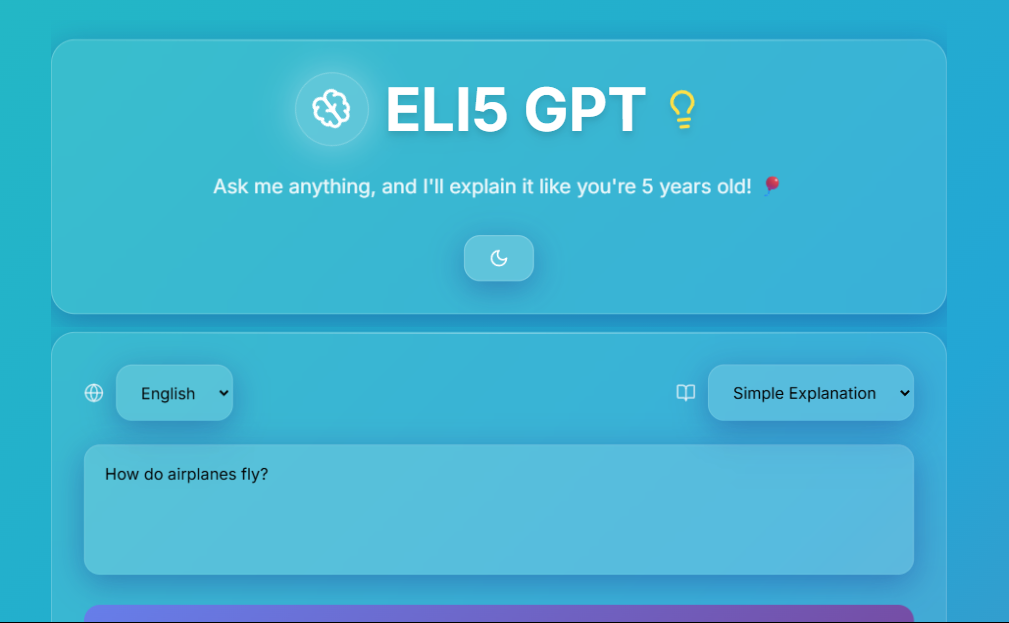 ELI5 GPT
Ask me anything, and I'll explain it like you're 5 years old! 🎈
English
Simple Explanation
How do airplanes fly?